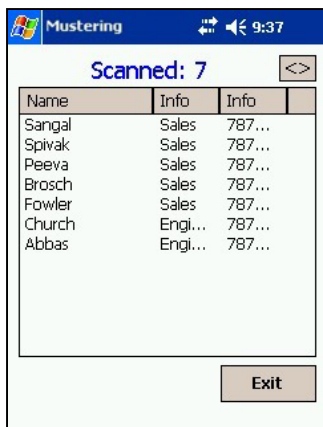 Mustering 9:37
Scanned: 7 <>
Name Info Info
Sangal Sales 787...
Spivak Sales 787...
Peeva Sales 787...
Brosch Sales 787...
Fowler Sales 787...
Church Engi... 787...
Abbas Engi... 787...
Exit